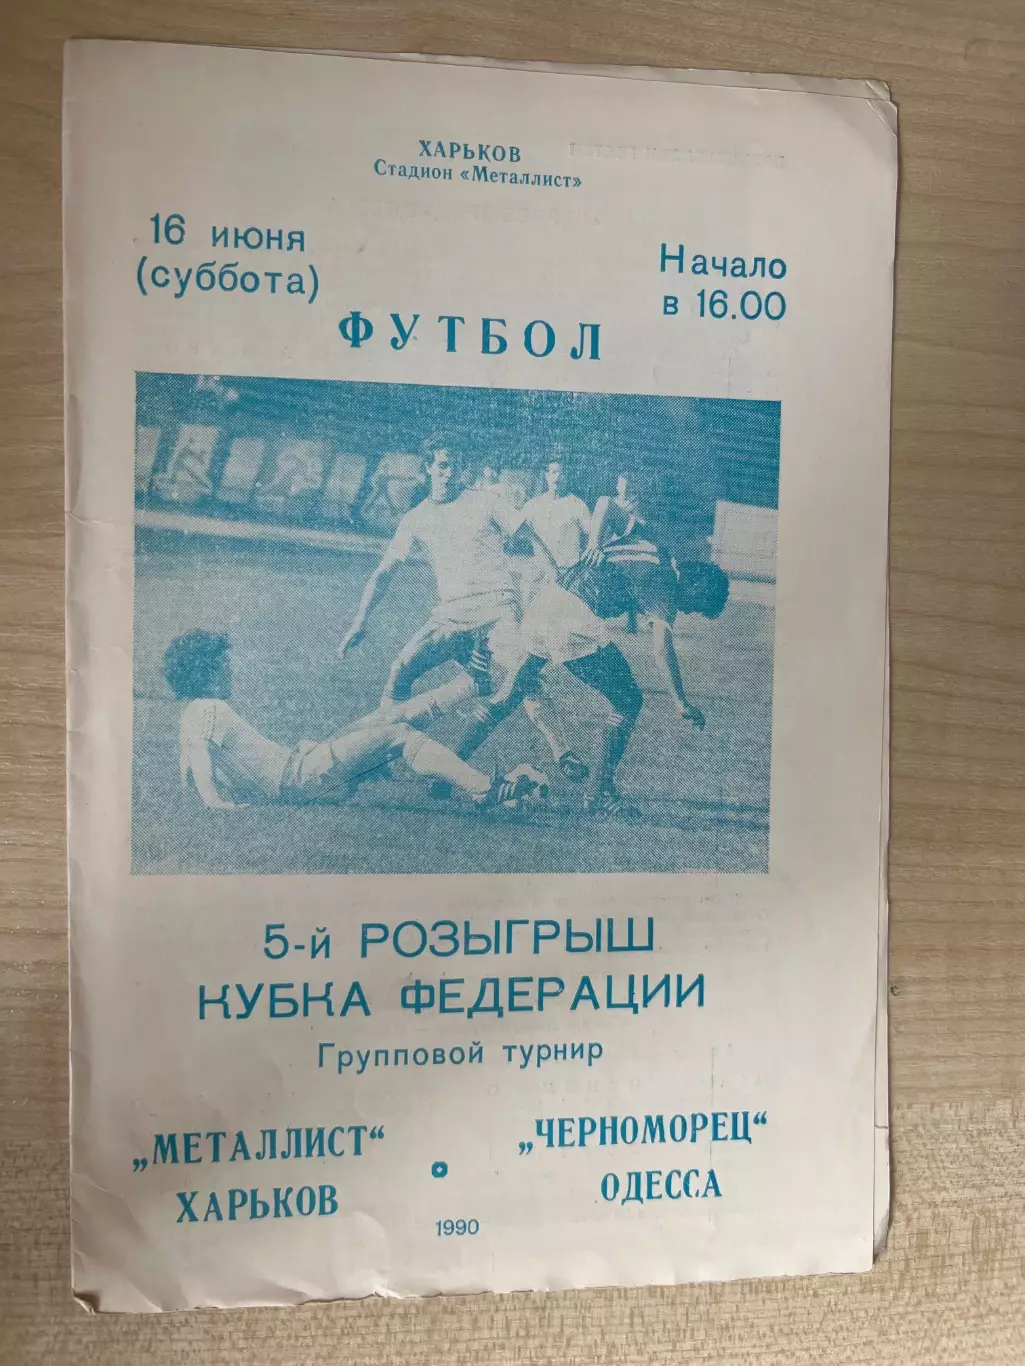 ХАРЬКОВ
Стадион «Металлист»
16 июня
(суббота)
Начало
в 16.00
ФУТБОЛ
5-й РОЗЫГРЫШ
КУБКА ФЕДЕРАЦИИ
Групповой турнир
„МЕТАЛЛИСТ“
ХАРЬКОВ
„ЧЕРНОМОРЕЦ“
ОДЕССА
1990